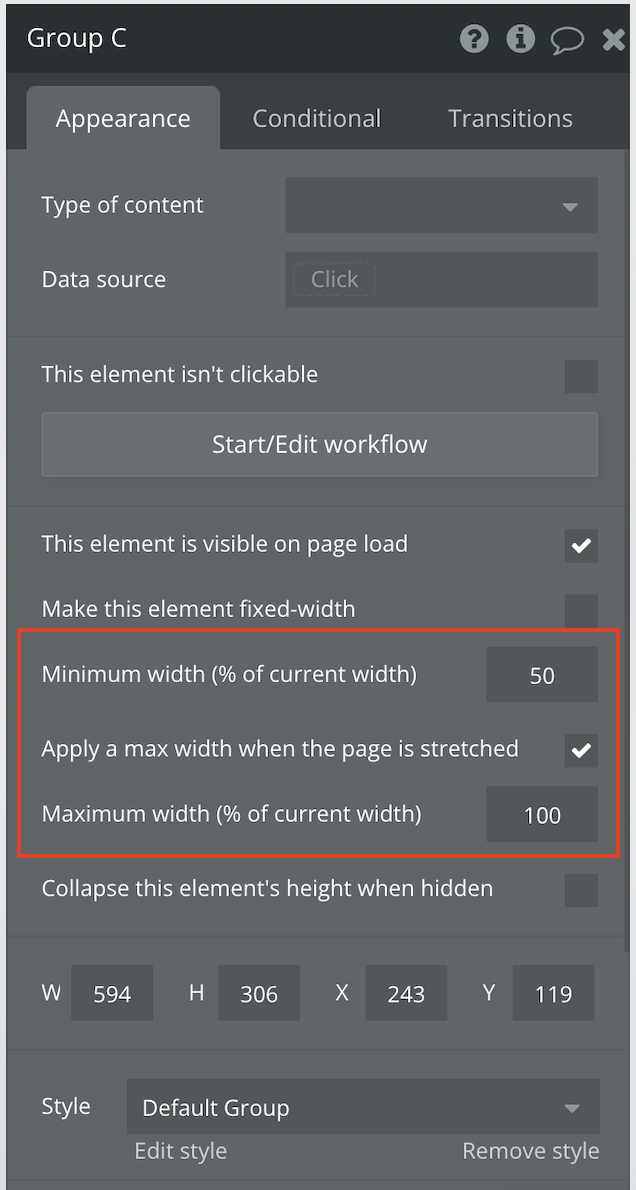 Group C
Appearance Conditional Transitions
Type of content
Data source Click
This element isn't clickable
Start/Edit workflow
This element is visible on page load
Make this element fixed-width
Minimum width (% of current width) 50
Apply a max width when the page is stretched
Maximum width (% of current width) 100
Collapse this element's height when hidden
W 594 H 306 X 243 Y 119
Style Default Group
Edit style Remove style